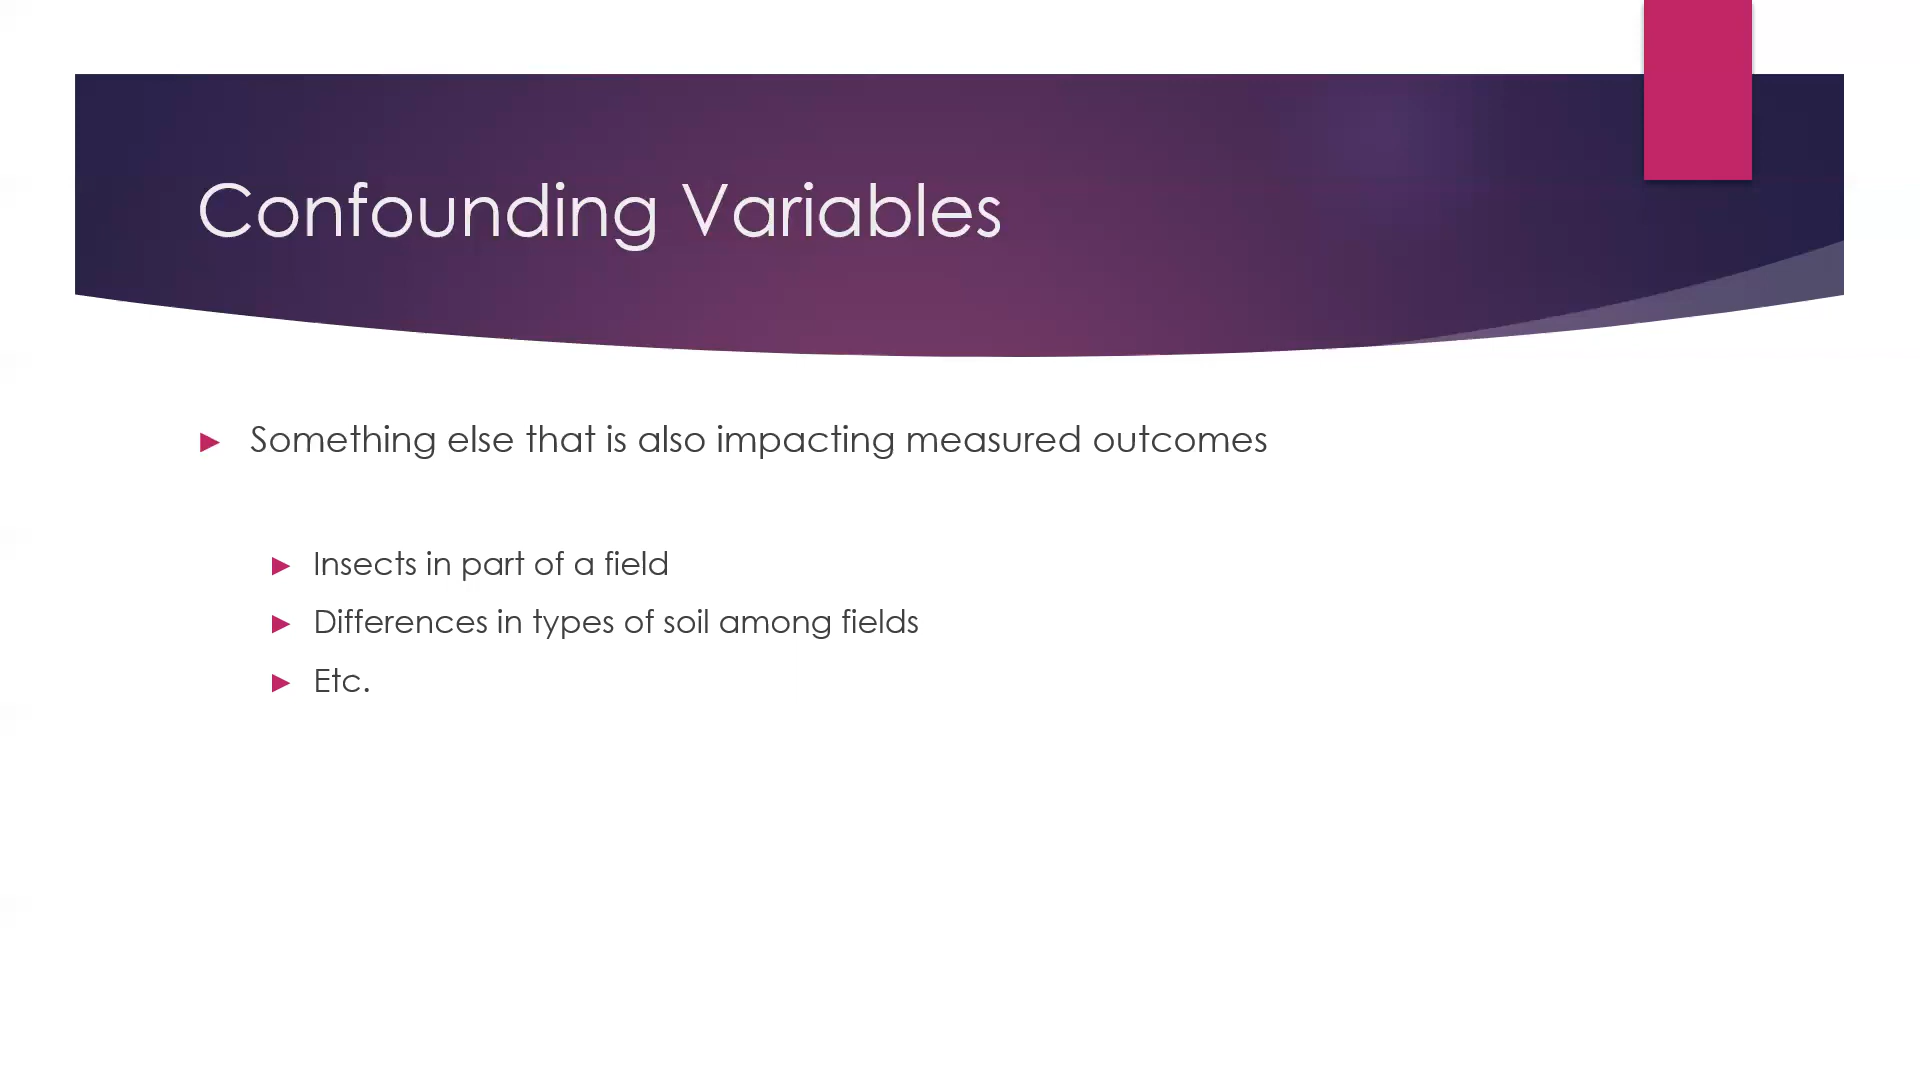 Confounding Variables
Something else that is also impacting measured outcomes
Insects in part of a field
Differences in types of soil among fields
Etc.